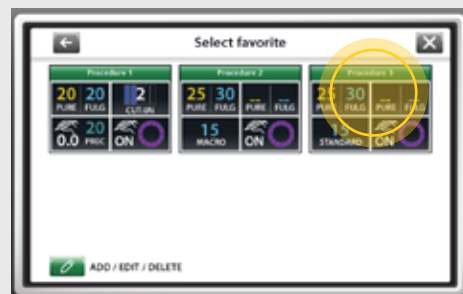 Select favorite
Procedure 1
20 20 2
PURE FULG CUT:ON
0.0 20 ON
PREC
Procedure 2
25 30 _ _
PURE FULG PURE FULG
15 ON
MACRO
Procedure 3
25 30 _ _
PURE FULG PURE FULG
15 ON
STANDARD
ADD / EDIT / DELETE